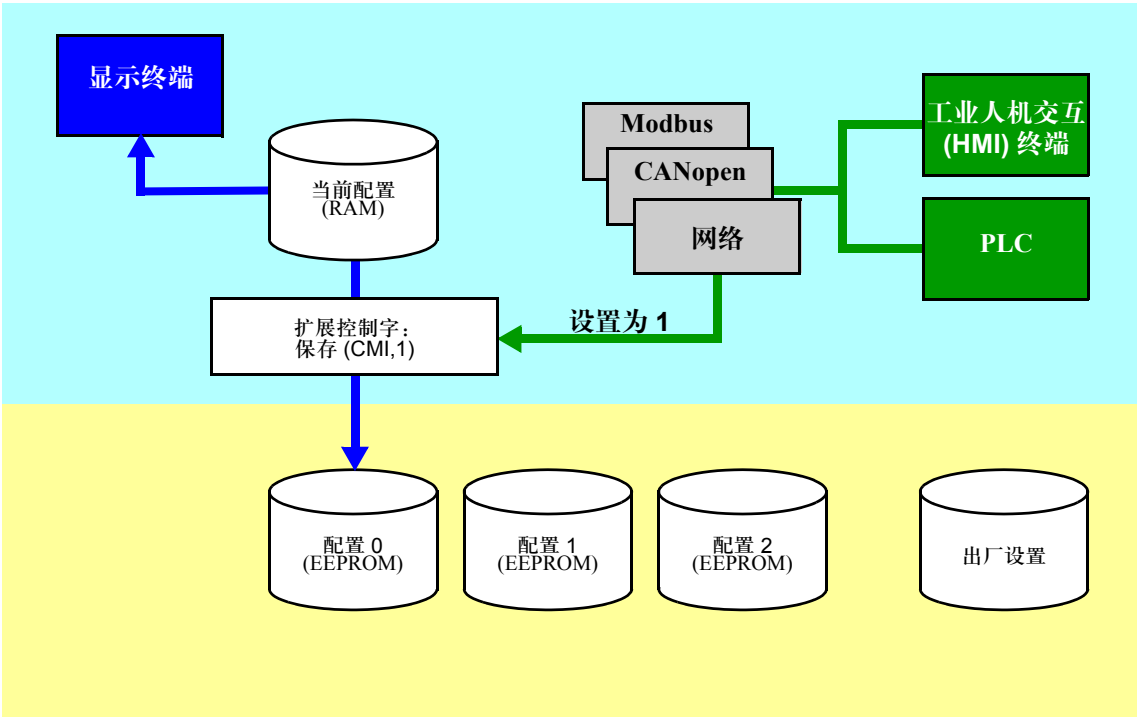 显示终端
当前配置
(RAM)
Modbus
CANopen
网络
工业人机交互
(HMI) 终端
PLC
设置为 1
扩展控制字：
保存 (CMI,1)
配置 0
(EEPROM)
配置 1
(EEPROM)
配置 2
(EEPROM)
出厂设置